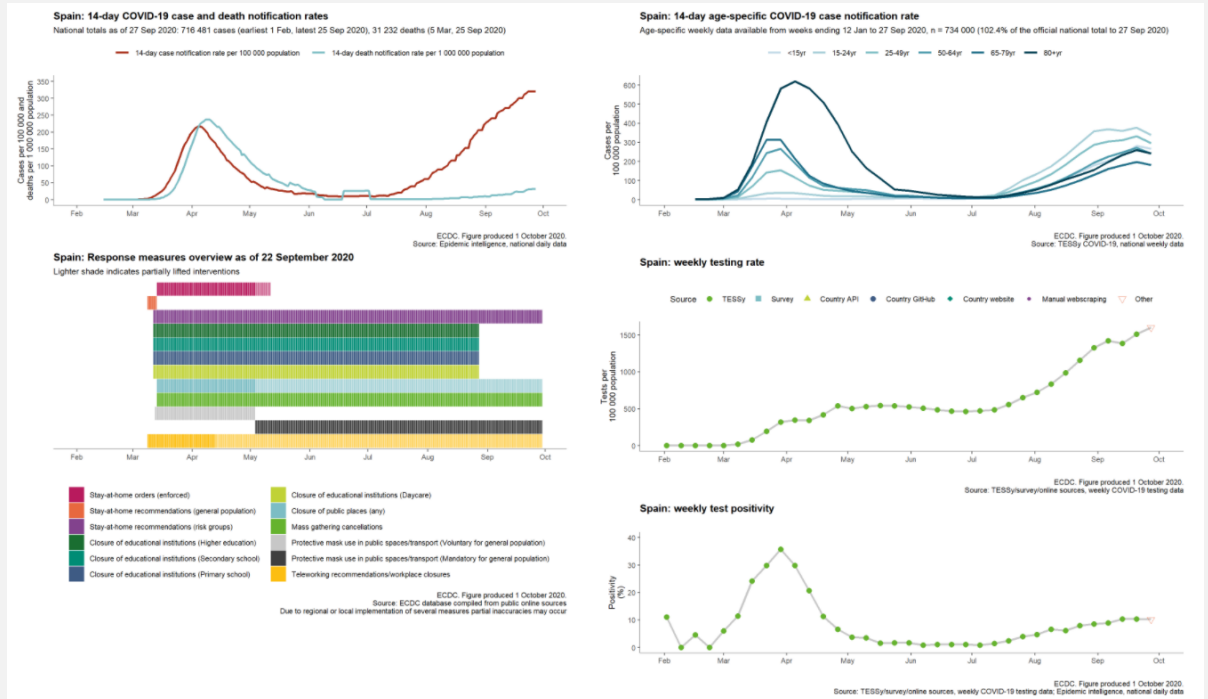 Spain: 14-day COVID-19 case and death notification rates
National totals as of 27 Sep 2020: 716 481 cases (earliest 1 Feb, latest 25 Sep 2020), 31 232 deaths (5 Mar, 25 Sep 2020)
14-day case notification rate per 100 000 population
14-day death notification rate per 1 000 000 population
Cases per 100 000 and
deaths per 1 000 000 population
350
300
250
200
150
100
50
0
Feb Mar Apr May Jun Jul Aug Sep Oct
ECDC. Figure produced 1 October 2020.
Source: Epidemic intelligence, national daily data
Spain: Response measures overview as of 22 September 2020
Lighter shade indicates partially lifted interventions
Feb Mar Apr May Jun Jul Aug Sep Oct
Stay-at-home orders (enforced)
Stay-at-home recommendations (general population)
Stay-at-home recommendations (risk groups)
Closure of educational institutions (Higher education)
Closure of educational institutions (Secondary school)
Closure of educational institutions (Primary school)
Closure of educational institutions (Daycare)
Closure of public places (any)
Mass gathering cancellations
Protective mask use in public spaces/transport (Voluntary for general population)
Protective mask use in public spaces/transport (Mandatory for general population)
Teleworking recommendations/workplace closures
ECDC. Figure produced 1 October 2020.
Source: ECDC database compiled from public online sources
Due to regional or local implementation of several measures partial inaccuracies may occur
Spain: 14-day age-specific COVID-19 case notification rate
Age-specific weekly data available from weeks ending 12 Jan to 27 Sep 2020, n = 734 000 (102.4% of the official national total to 27 Sep 2020)
<15yr 15-24yr 25-49yr 50-64yr 65-79yr 80+yr
Cases per
100 000 population
600
500
400
300
200
100
0
Feb Mar Apr May Jun Jul Aug Sep Oct
ECDC. Figure produced 1 October 2020.
Source: TESSy COVID-19, national weekly data
Spain: weekly testing rate
Source TESSy Survey Country API Country GitHub Country website Manual webscraping Other
Tests per
100 000 population
1500
1000
500
0
Feb Mar Apr May Jun Jul Aug Sep Oct
ECDC. Figure produced 1 October 2020.
Source: TESSy/survey/online sources, weekly COVID-19 testing data
Spain: weekly test positivity
Positivity
(%)
40
30
20
10
0
Feb Mar Apr May Jun Jul Aug Sep Oct
ECDC. Figure produced 1 October 2020.
Source: TESSy/survey/online sources, weekly COVID-19 testing data; Epidemic intelligence, national daily data